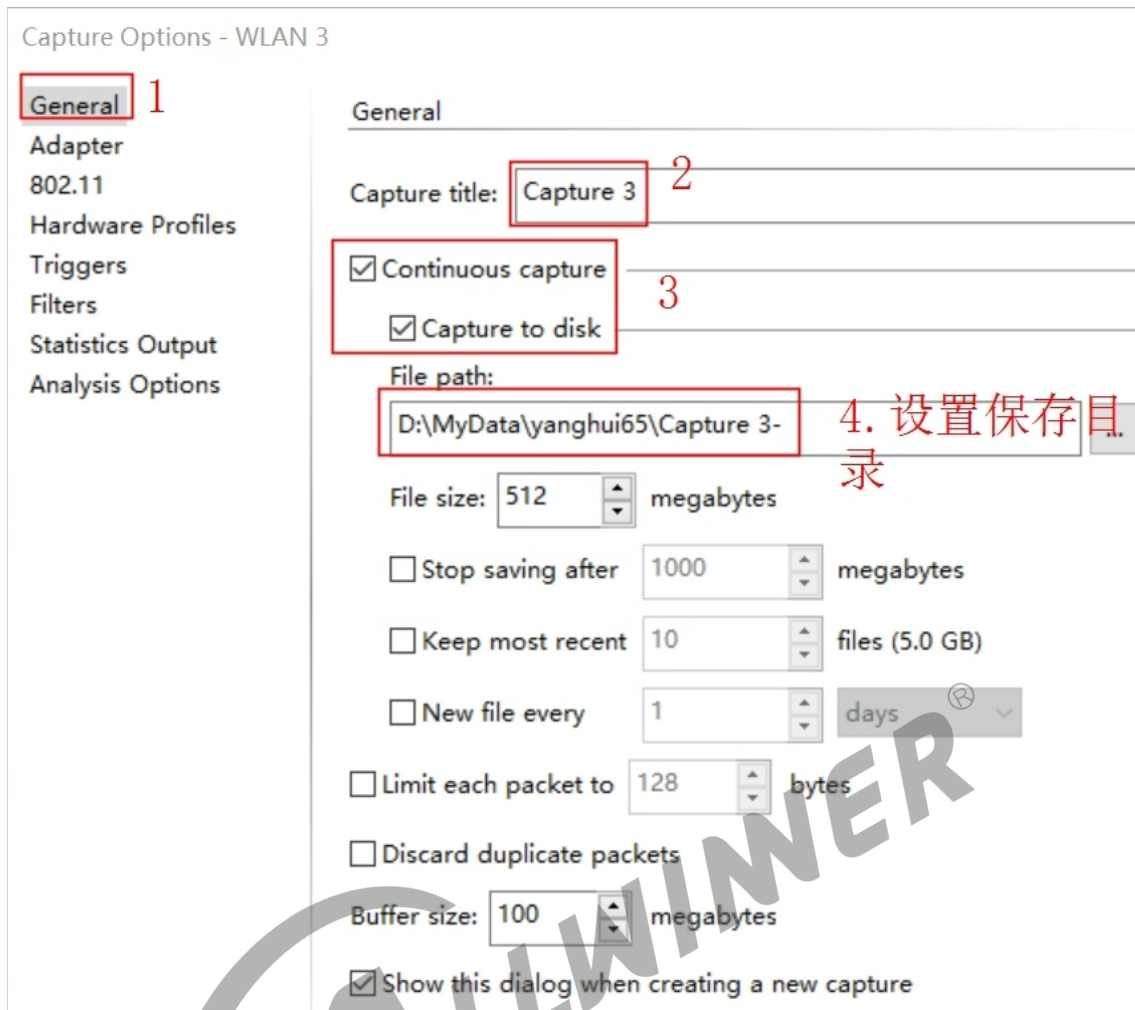 Capture Options - WLAN 3
General 1
Adapter
802.11
Hardware Profiles
Triggers
Filters
Statistics Output
Analysis Options
General
Capture title: Capture 3 2
Continuous capture
3
Capture to disk
File path:
D:\MyData\yanghui65\Capture 3-
...
4. 设置保存目
录
File size: 512 megabytes
Stop saving after 1000 megabytes
Keep most recent 10 files (5.0 GB)
New file every 1 days
Limit each packet to 128 bytes
Discard duplicate packets
Buffer size: 100 megabytes
Show this dialog when creating a new capture
LLWINNER®